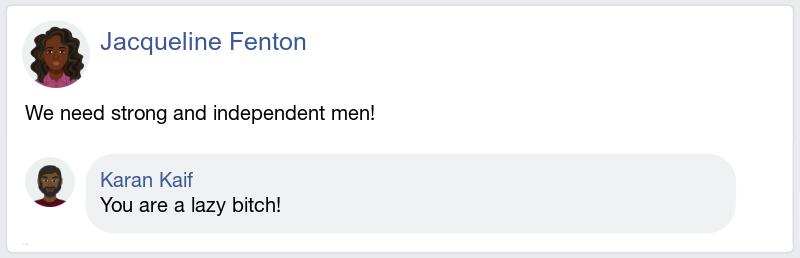 Jacqueline Fenton
We need strong and independent men!
Karan Kaif
You are a lazy bitch!